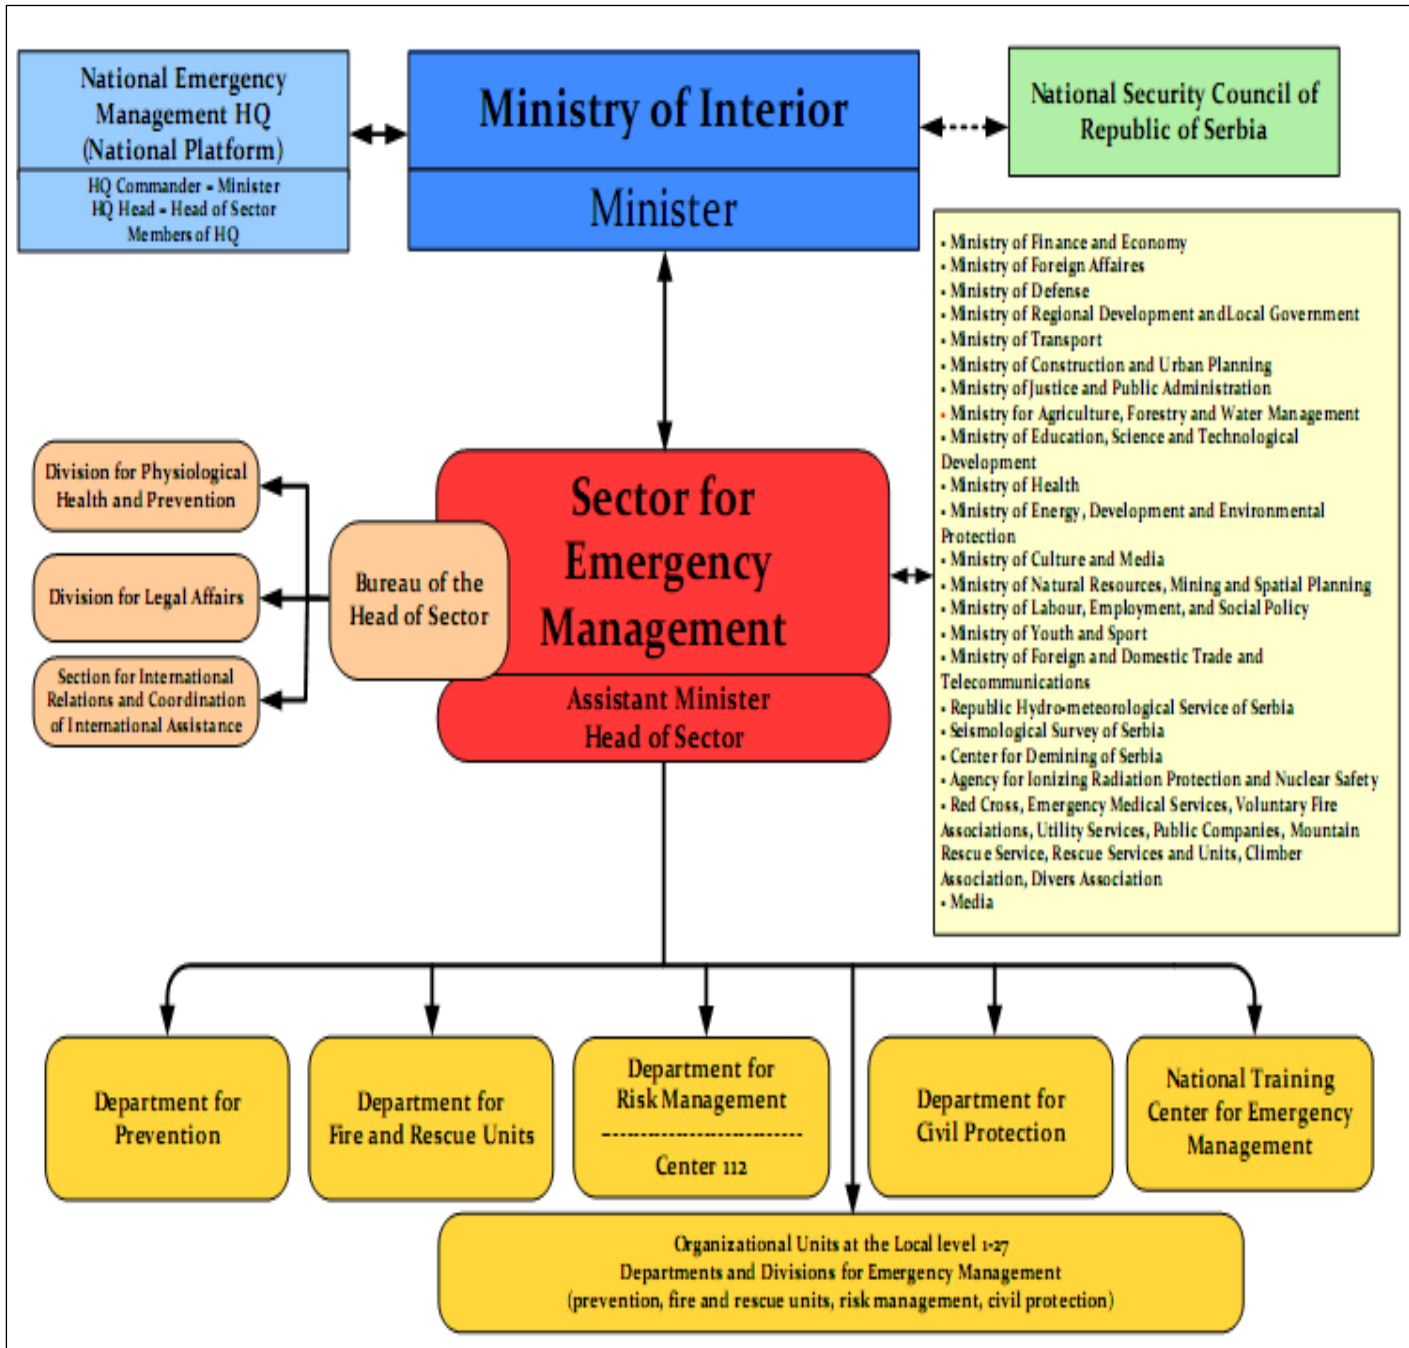 National Emergency
Management HQ
(National Platform)
HQ Commander - Minister
HQ Head - Head of Sector
Members of HQ
Ministry of Interior
Minister
National Security Council of
Republic of Serbia
- Ministry of Finance and Economy
- Ministry of Foreign Affaires
- Ministry of Defense
- Ministry of Regional Development andLocal Government
- Ministry of Transport
- Ministry of Construction and Urban Planning
- Ministry of Justice and Public Administration
- Ministry for Agriculture, Forestry and Water Management
- Ministry of Education, Science and Technological
Development
- Ministry of Health
- Ministry of Energy, Development and Environmental
Protection
- Ministry of Culture and Media
- Ministry of Natural Resources, Mining and Spatial Planning
- Ministry of Labour, Employment, and Social Policy
- Ministry of Youth and Sport
- Ministry of Foreign and Domestic Trade and
Telecommunications
- Republic Hydro-meteorological Service of Serbia
- Seismological Survey of Serbia
- Center for Demining of Serbia
- Agency for Ionizing Radiation Protection and Nuclear Safety
- Red Cross, Emergency Medical Services, Voluntary Fire
Associations, Utility Services, Public Companies, Mountain
Rescue Service, Rescue Services and Units, Climber
Association, Divers Association
- Media
Division for Physiological
Health and Prevention
Division for Legal Affairs
Section for International
Relations and Coordination
of International Assistance
Bureau of the
Head of Sector
Sector for
Emergency
Management
Assistant Minister
Head of Sector
Department for
Prevention
Department for
Fire and Rescue Units
Department for
Risk Management
Center 112
Department for
Civil Protection
National Training
Center for Emergency
Management
Organizational Units at the Local level 1-27
Departments and Divisions for Emergency Management
(prevention, fire and rescue units, risk management, civil protection)